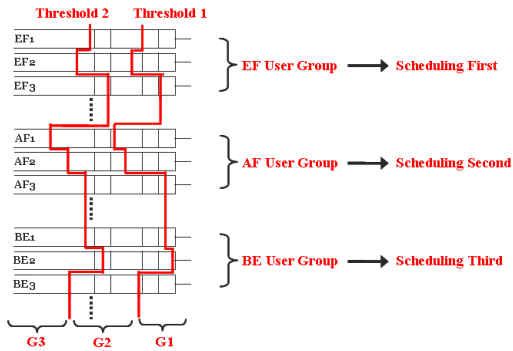 Threshold 2 Threshold 1
EF1
EF2
EF3
EF User Group Scheduling First
AF1
AF2
AF3
AF User Group Scheduling Second
BE1
BE2
BE3
BE User Group Scheduling Third
G3 G2 G1